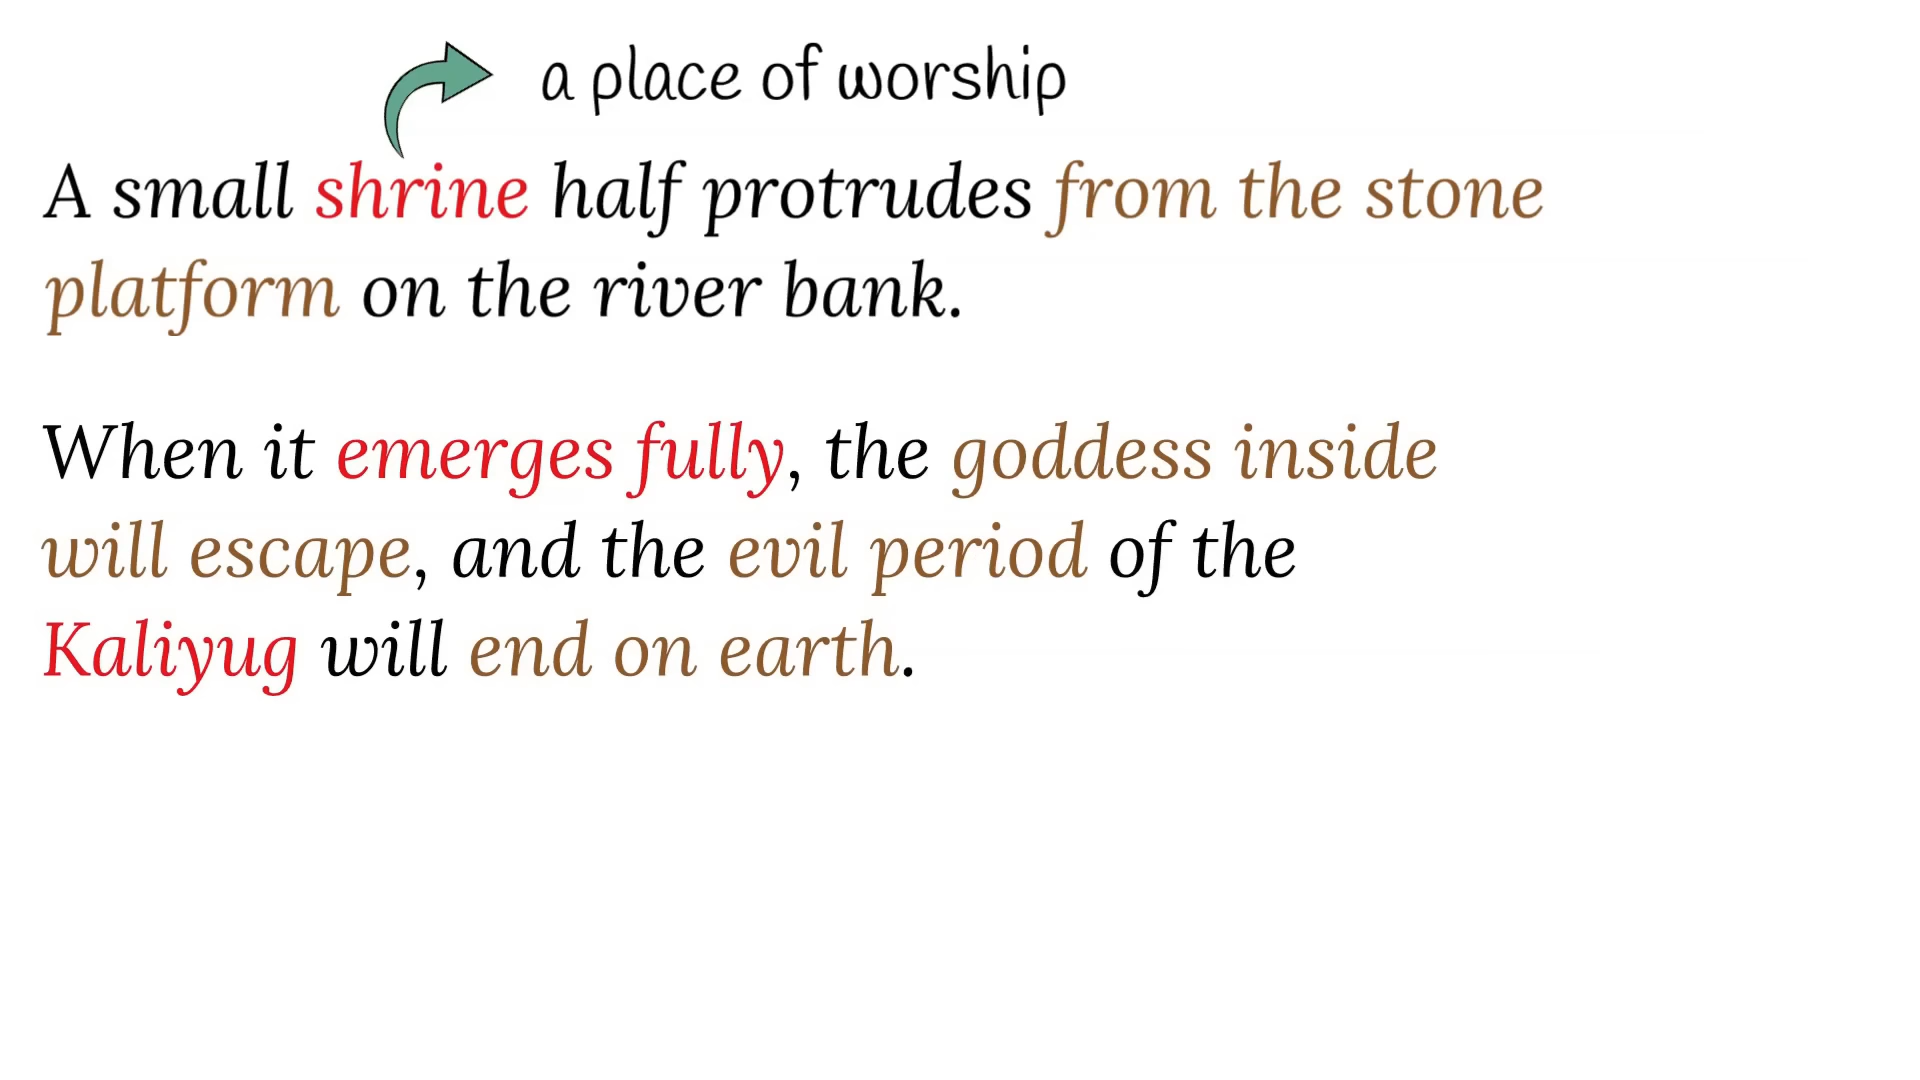 a place of worship
A small shrine half protrudes from the stone
platform on the river bank.
When it emerges fully, the goddess inside
will escape, and the evil period of the
Kaliyug will end on earth.